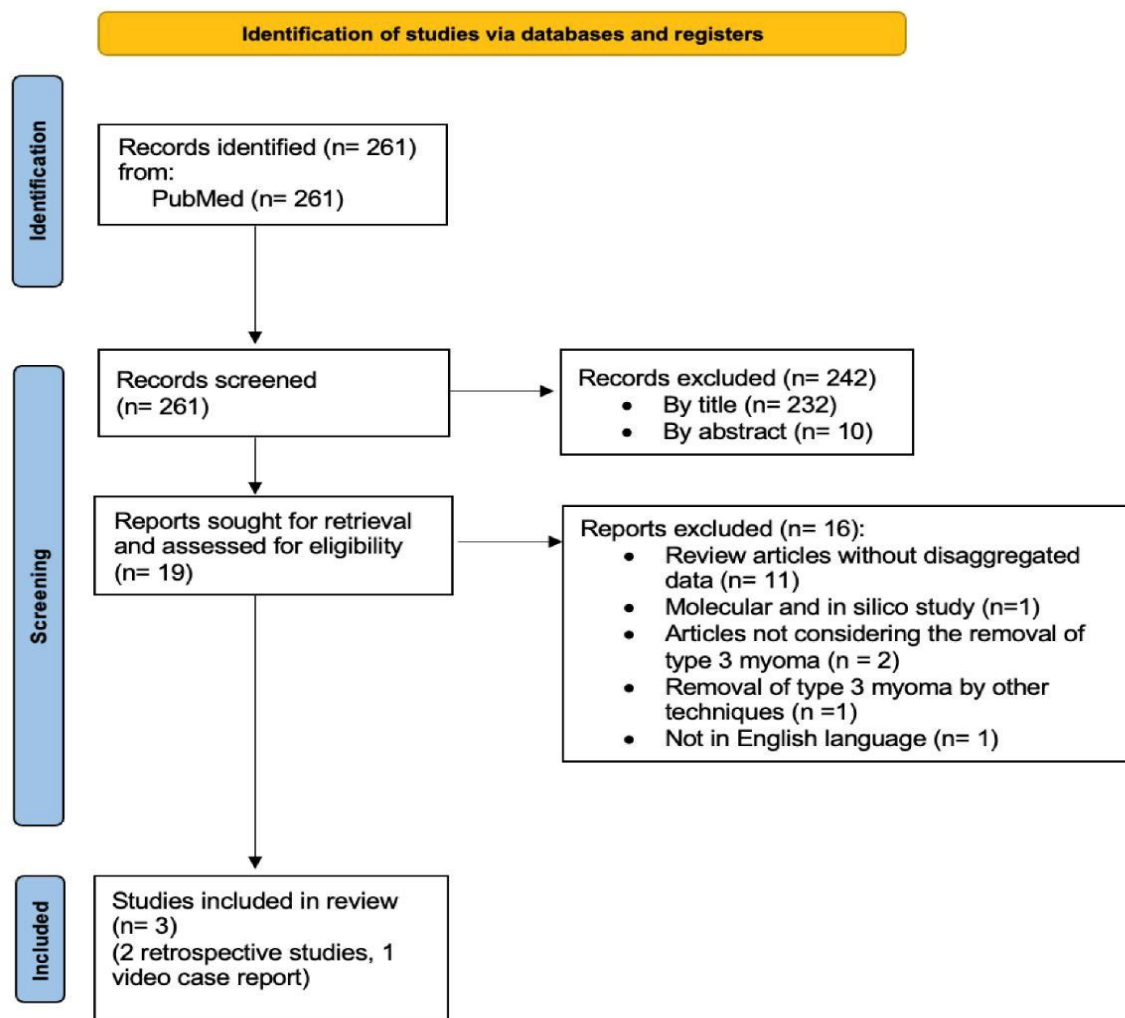 Identification of studies via databases and registers
Identification
Records identified (n= 261)
from:
PubMed (n= 261)
Screening
Records screened
(n= 261)
Records excluded (n= 242)
• By title (n= 232)
• By abstract (n= 10)
Reports sought for retrieval
and assessed for eligibility
(n= 19)
Reports excluded (n= 16):
• Review articles without disaggregated
data (n= 11)
• Molecular and in silico study (n=1)
• Articles not considering the removal of
type 3 myoma (n = 2)
• Removal of type 3 myoma by other
techniques (n =1)
• Not in English language (n= 1)
Included
Studies included in review
(n= 3)
(2 retrospective studies, 1
video case report)